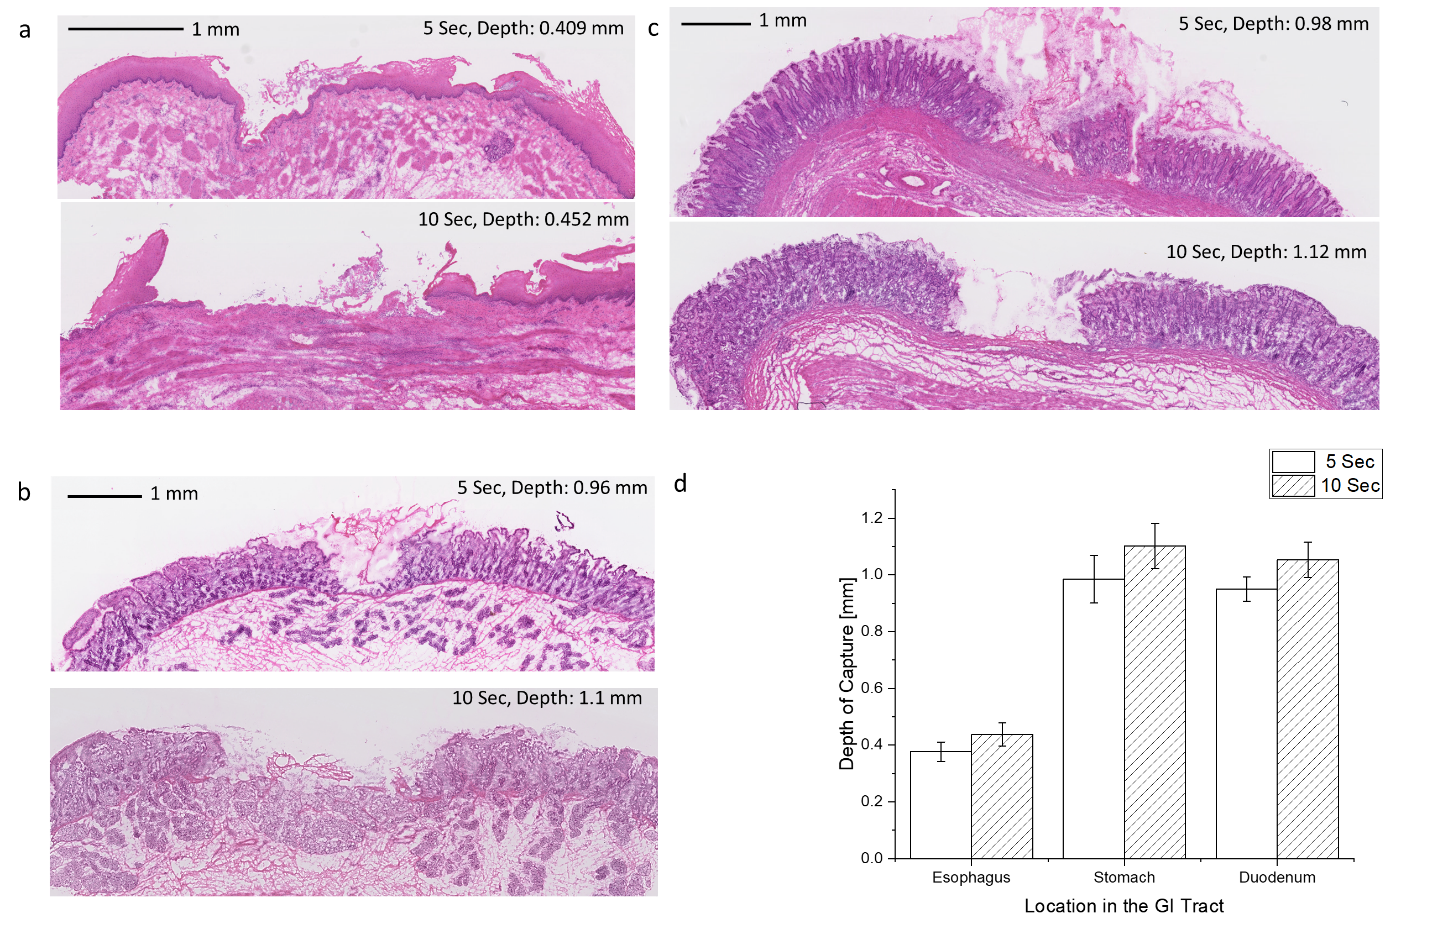 a
1 mm
5 Sec, Depth: 0.409 mm
10 Sec, Depth: 0.452 mm
c
1 mm
5 Sec, Depth: 0.98 mm
10 Sec, Depth: 1.12 mm
b
1 mm
5 Sec, Depth: 0.96 mm
10 Sec, Depth: 1.1 mm
d
5 Sec
10 Sec
Depth of Capture [mm]
1.2
1.0
0.8
0.6
0.4
0.2
0.0
Esophagus
Stomach
Duodenum
Location in the GI Tract